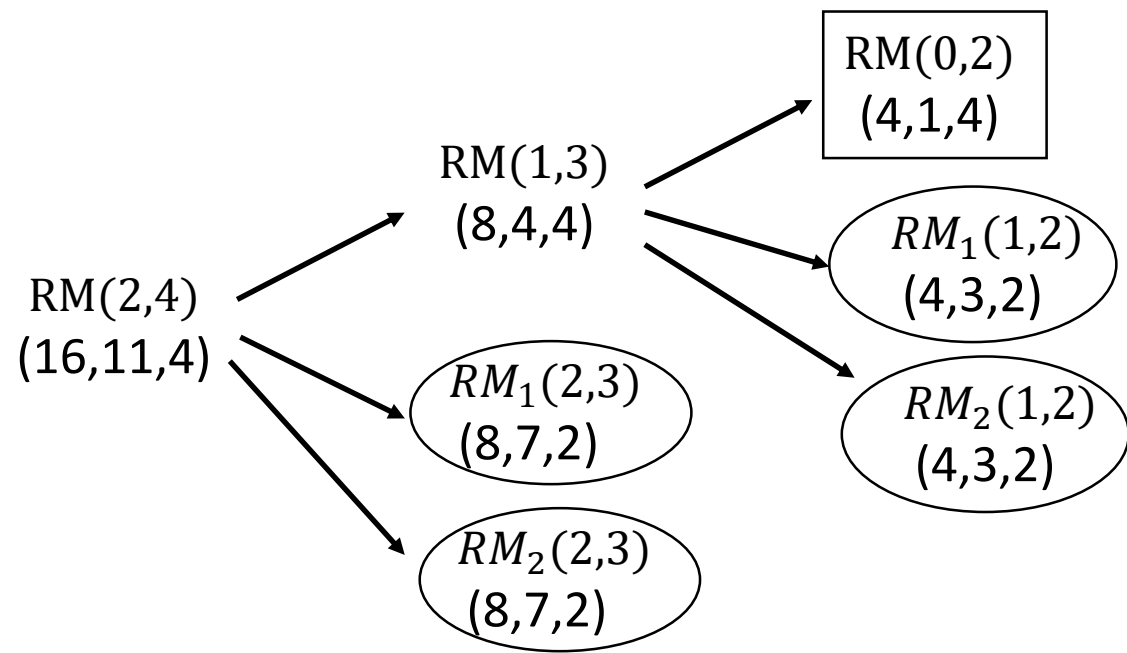 RM(2,4)
(16,11,4)
RM(1,3)
(8,4,4)
RM₁(2,3)
(8,7,2)
RM₂(2,3)
(8,7,2)
RM(0,2)
(4,1,4)
RM₁(1,2)
(4,3,2)
RM₂(1,2)
(4,3,2)